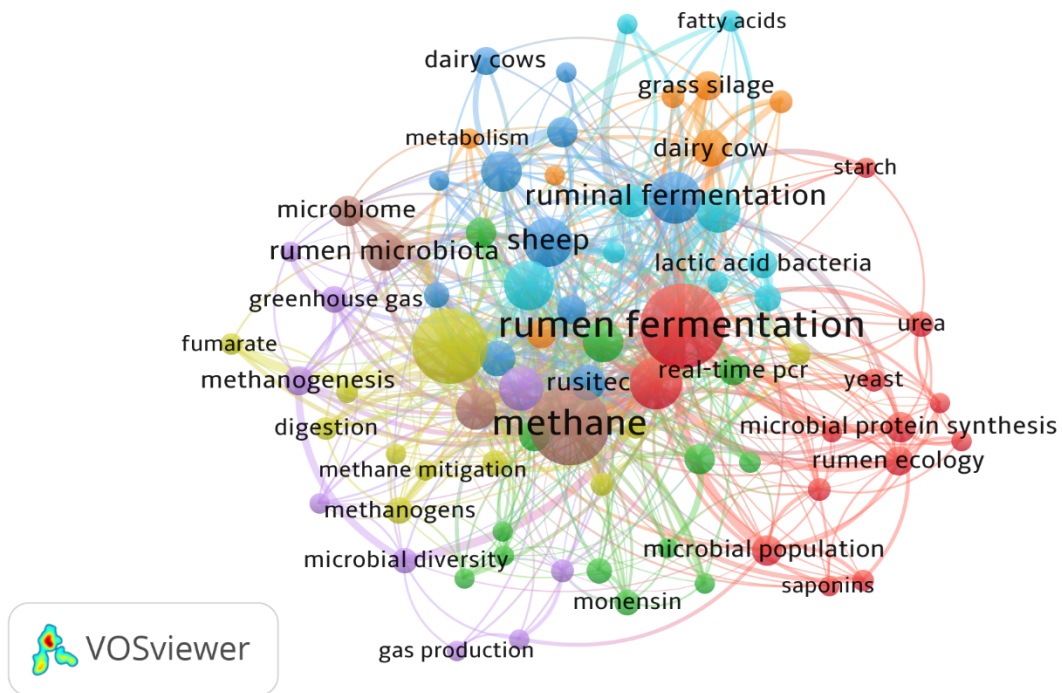 fatty acids
dairy cows
grass silage
metabolism
dairy cow
starch
ruminal fermentation
microbiome
sheep
rumen microbiota
lactic acid bacteria
greenhouse gas
rumen fermentation
urea
fumarate
real-time pcr
methanogenesis
rusitec
yeast
methane
digestion
microbial protein synthesis
rumen ecology
methane mitigation
methanogens
microbial population
microbial diversity
saponins
monensin
gas production
VOSviewer